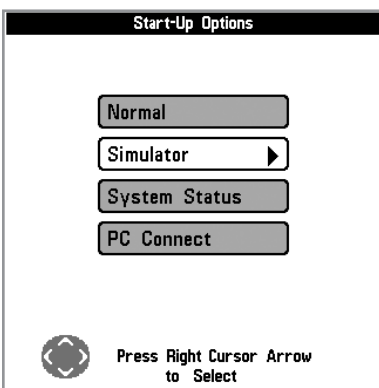 Start-Up Options
Normal
Simulator
System Status
PC Connect
Press Right Cursor Arrow
to Select